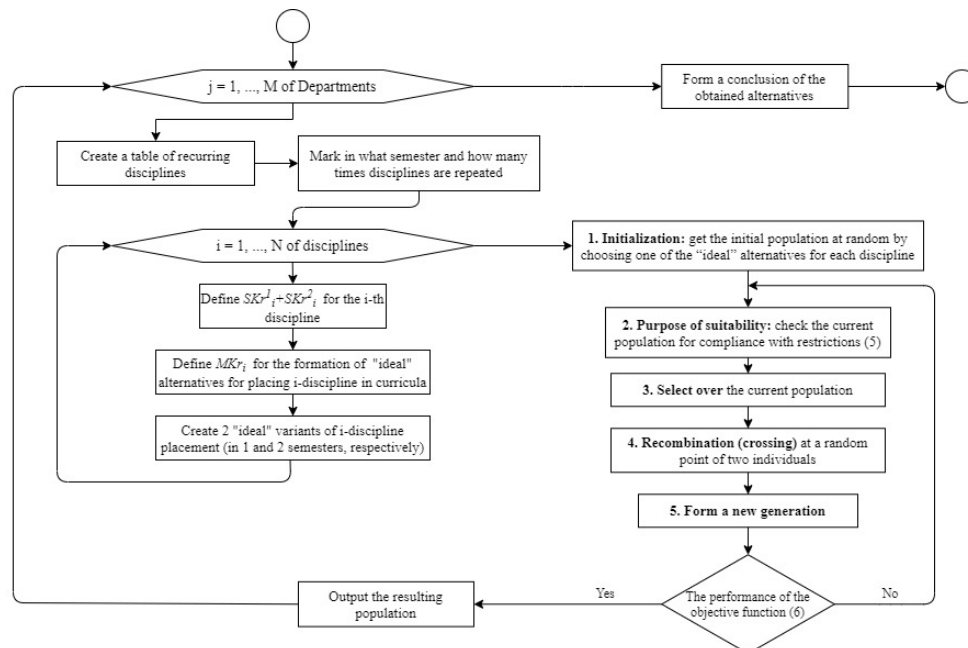 j = 1, ..., M of Departments
Form a conclusion of the
obtained alternatives
Create a table of recurring
disciplines
Mark in what semester and how many
times disciplines are repeated
i = 1, ..., N of disciplines
1. Initialization: get the initial population at random by
choosing one of the “ideal” alternatives for each discipline
Define SKr¹ᵢ+SKr²ᵢ for the i-th
discipline
Define MKrᵢ for the formation of "ideal"
alternatives for placing i-discipline in curricula
Create 2 "ideal" variants of i-discipline
placement (in 1 and 2 semesters, respectively)
2. Purpose of suitability: check the current
population for compliance with restrictions (5)
3. Select over the current population
4. Recombination (crossing) at a random
point of two individuals
5. Form a new generation
The performance of the
objective function (6)
Yes
No
Output the resulting
population